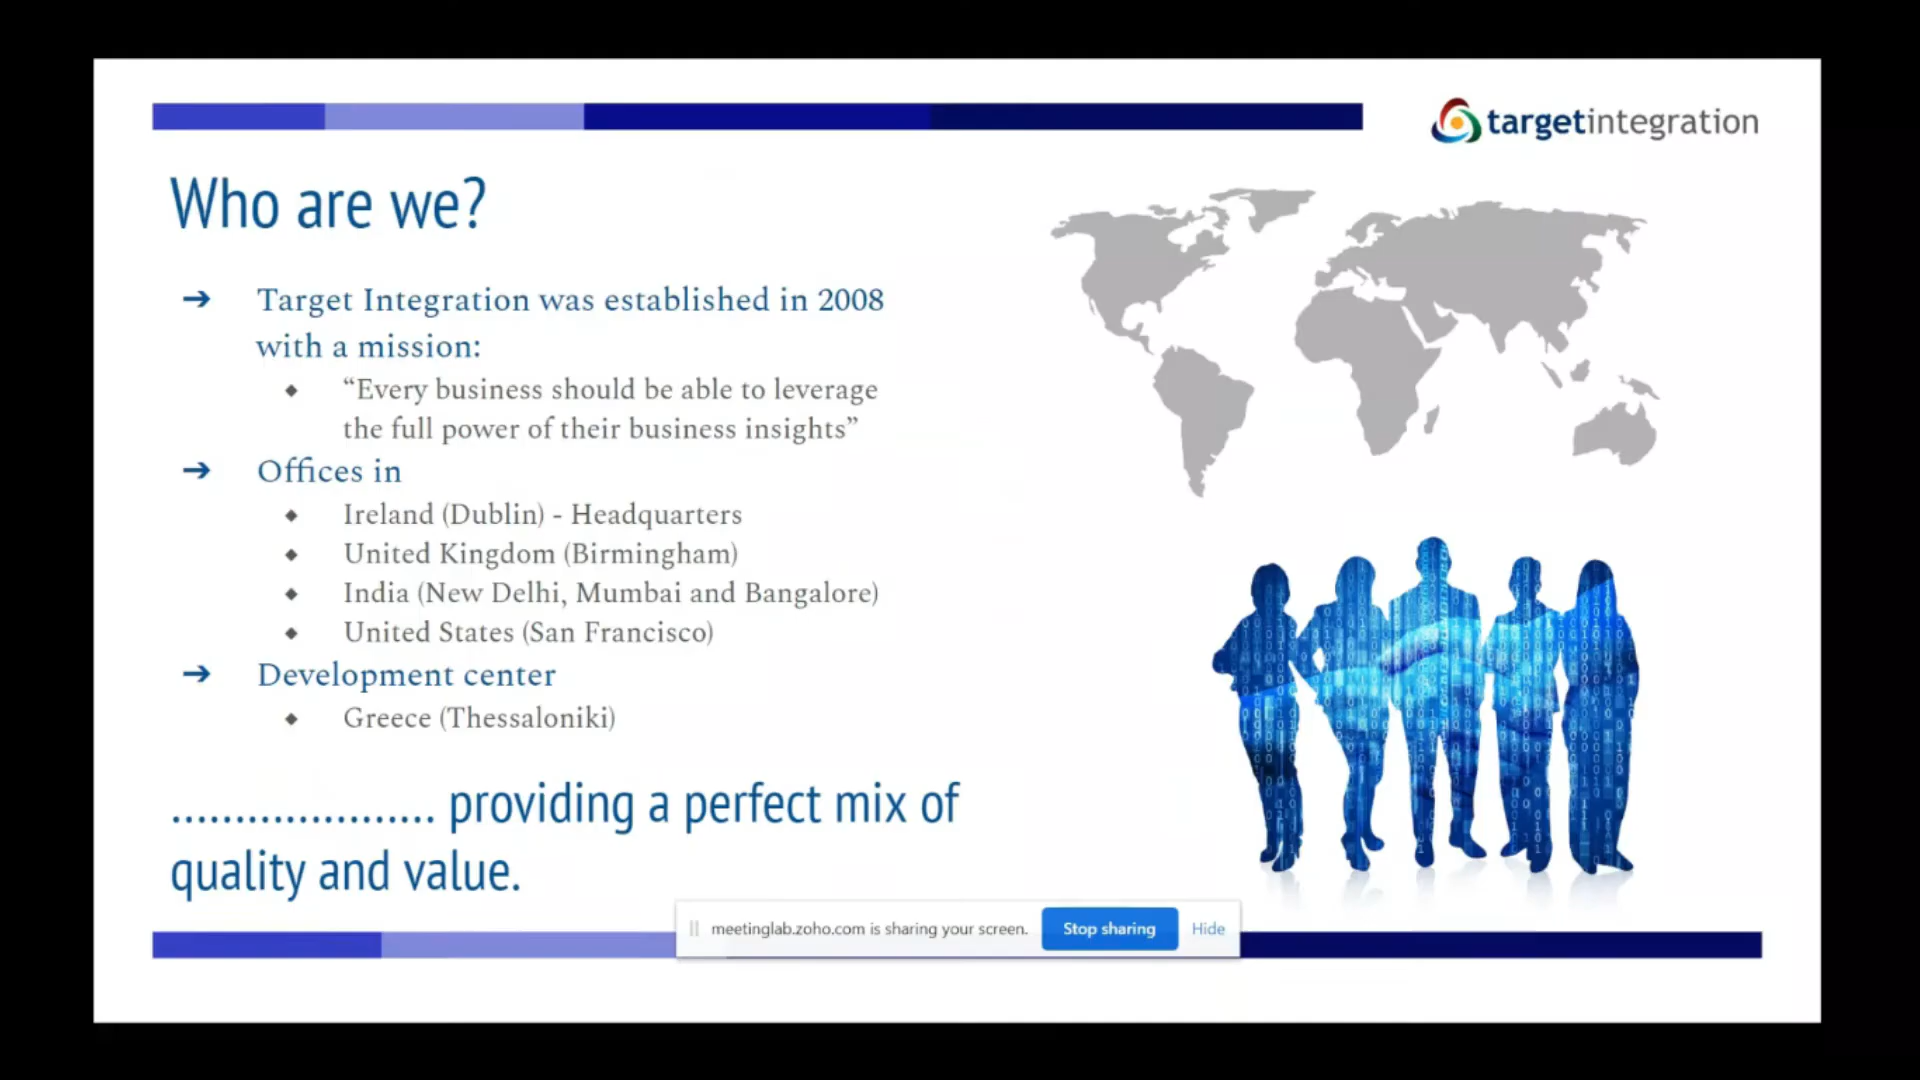 targetintegration
Who are we?
➔ Target Integration was established in 2008
with a mission:
◆ “Every business should be able to leverage
the full power of their business insights”
➔ Offices in
◆ Ireland (Dublin) - Headquarters
◆ United Kingdom (Birmingham)
◆ India (New Delhi, Mumbai and Bangalore)
◆ United States (San Francisco)
➔ Development center
◆ Greece (Thessaloniki)
..................... providing a perfect mix of
quality and value.
meetinglab.zoho.com is sharing your screen. Stop sharing Hide